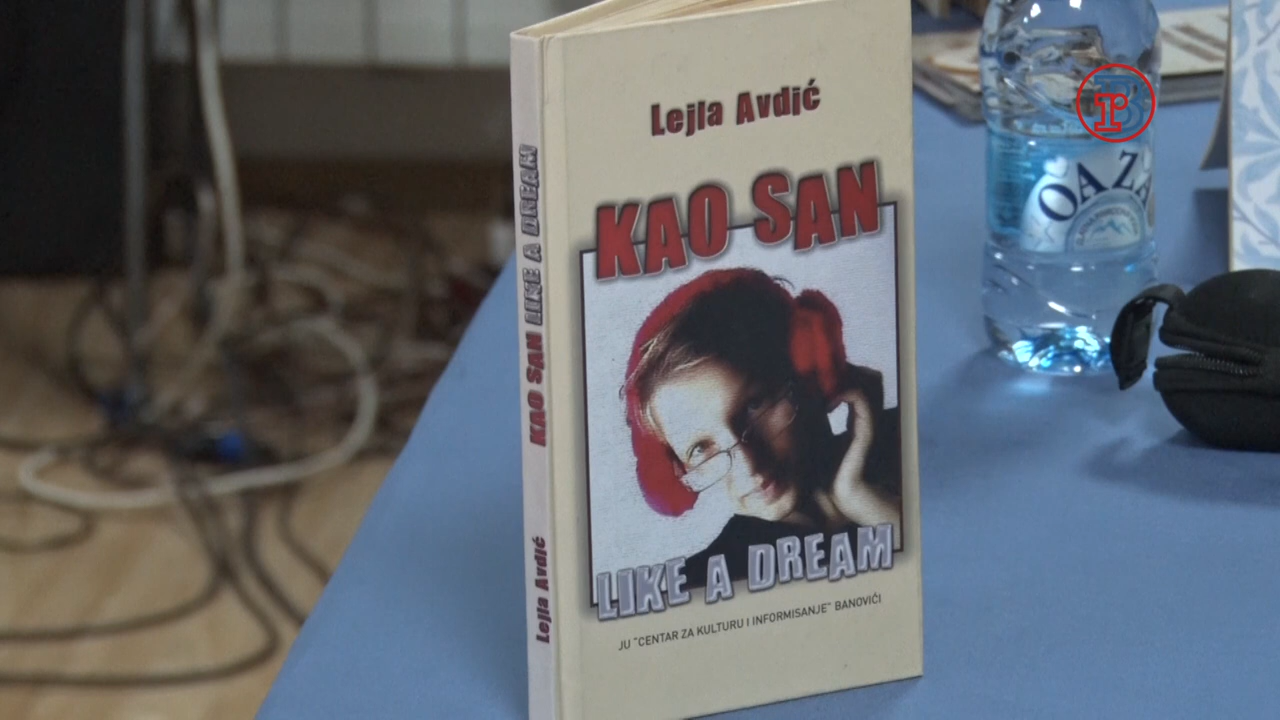 Lejla Avdić
KAO SAN
LIKE A DREAM
JU "CENTAR ZA KULTURU I INFORMISANJE" BANOVIĆI
Lejla Avdić KAO SAN LIKE A DREAM
OAZA
rB